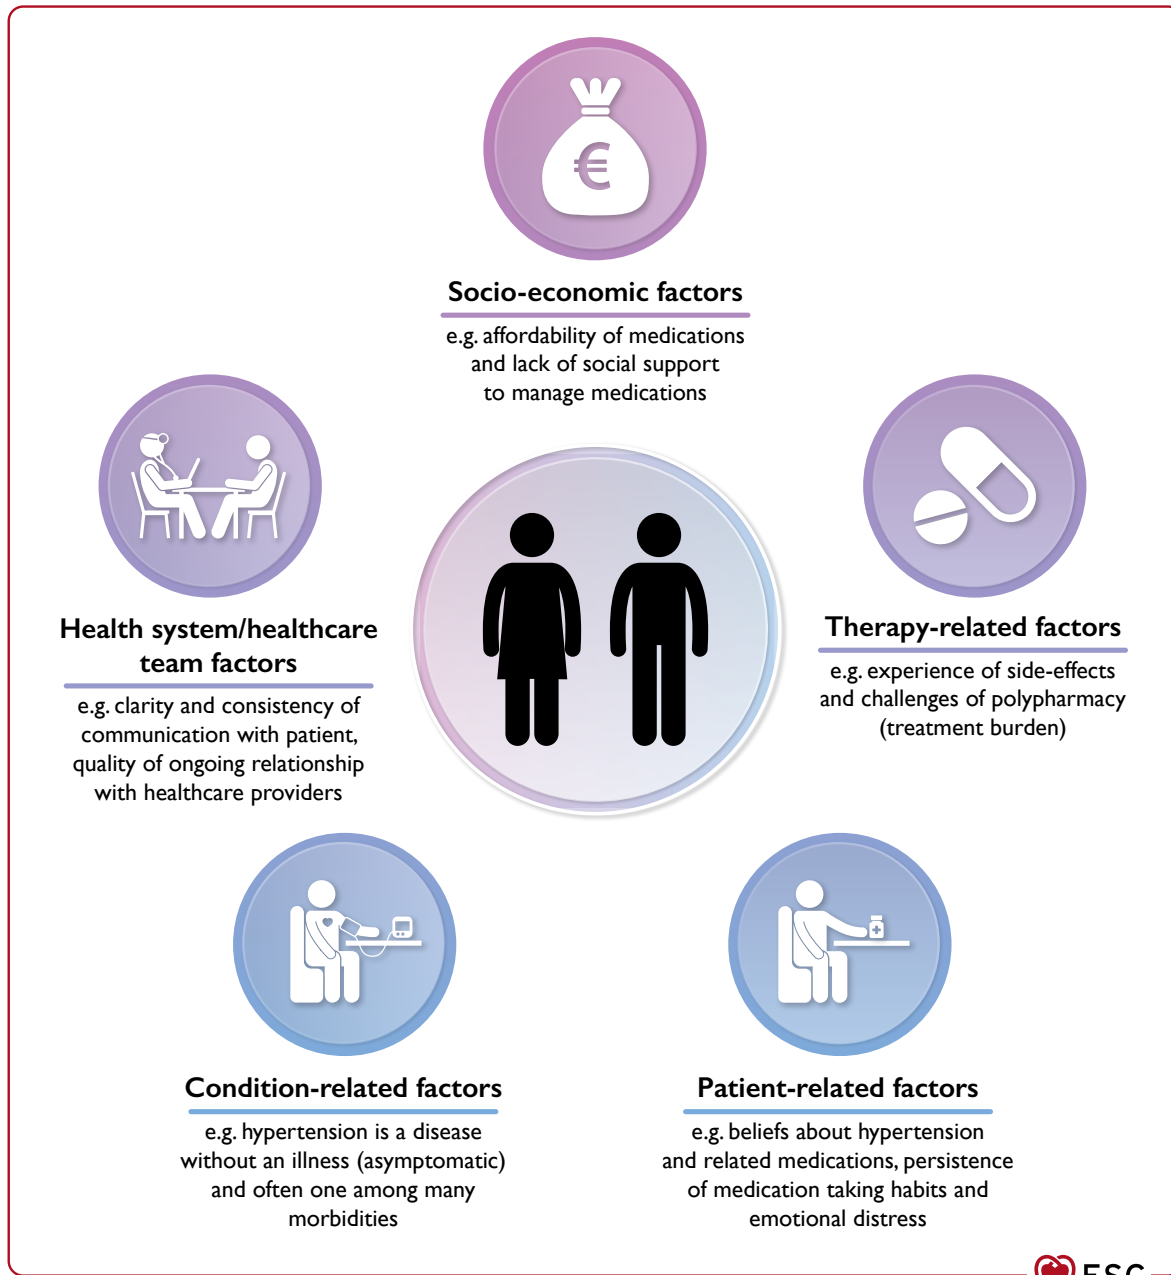 €
Socio-economic factors
e.g. affordability of medications
and lack of social support
to manage medications
Health system/healthcare
team factors
e.g. clarity and consistency of
communication with patient,
quality of ongoing relationship
with healthcare providers
Therapy-related factors
e.g. experience of side-effects
and challenges of polypharmacy
(treatment burden)
Condition-related factors
e.g. hypertension is a disease
without an illness (asymptomatic)
and often one among many
morbidities
Patient-related factors
e.g. beliefs about hypertension
and related medications, persistence
of medication taking habits and
emotional distress
ESC